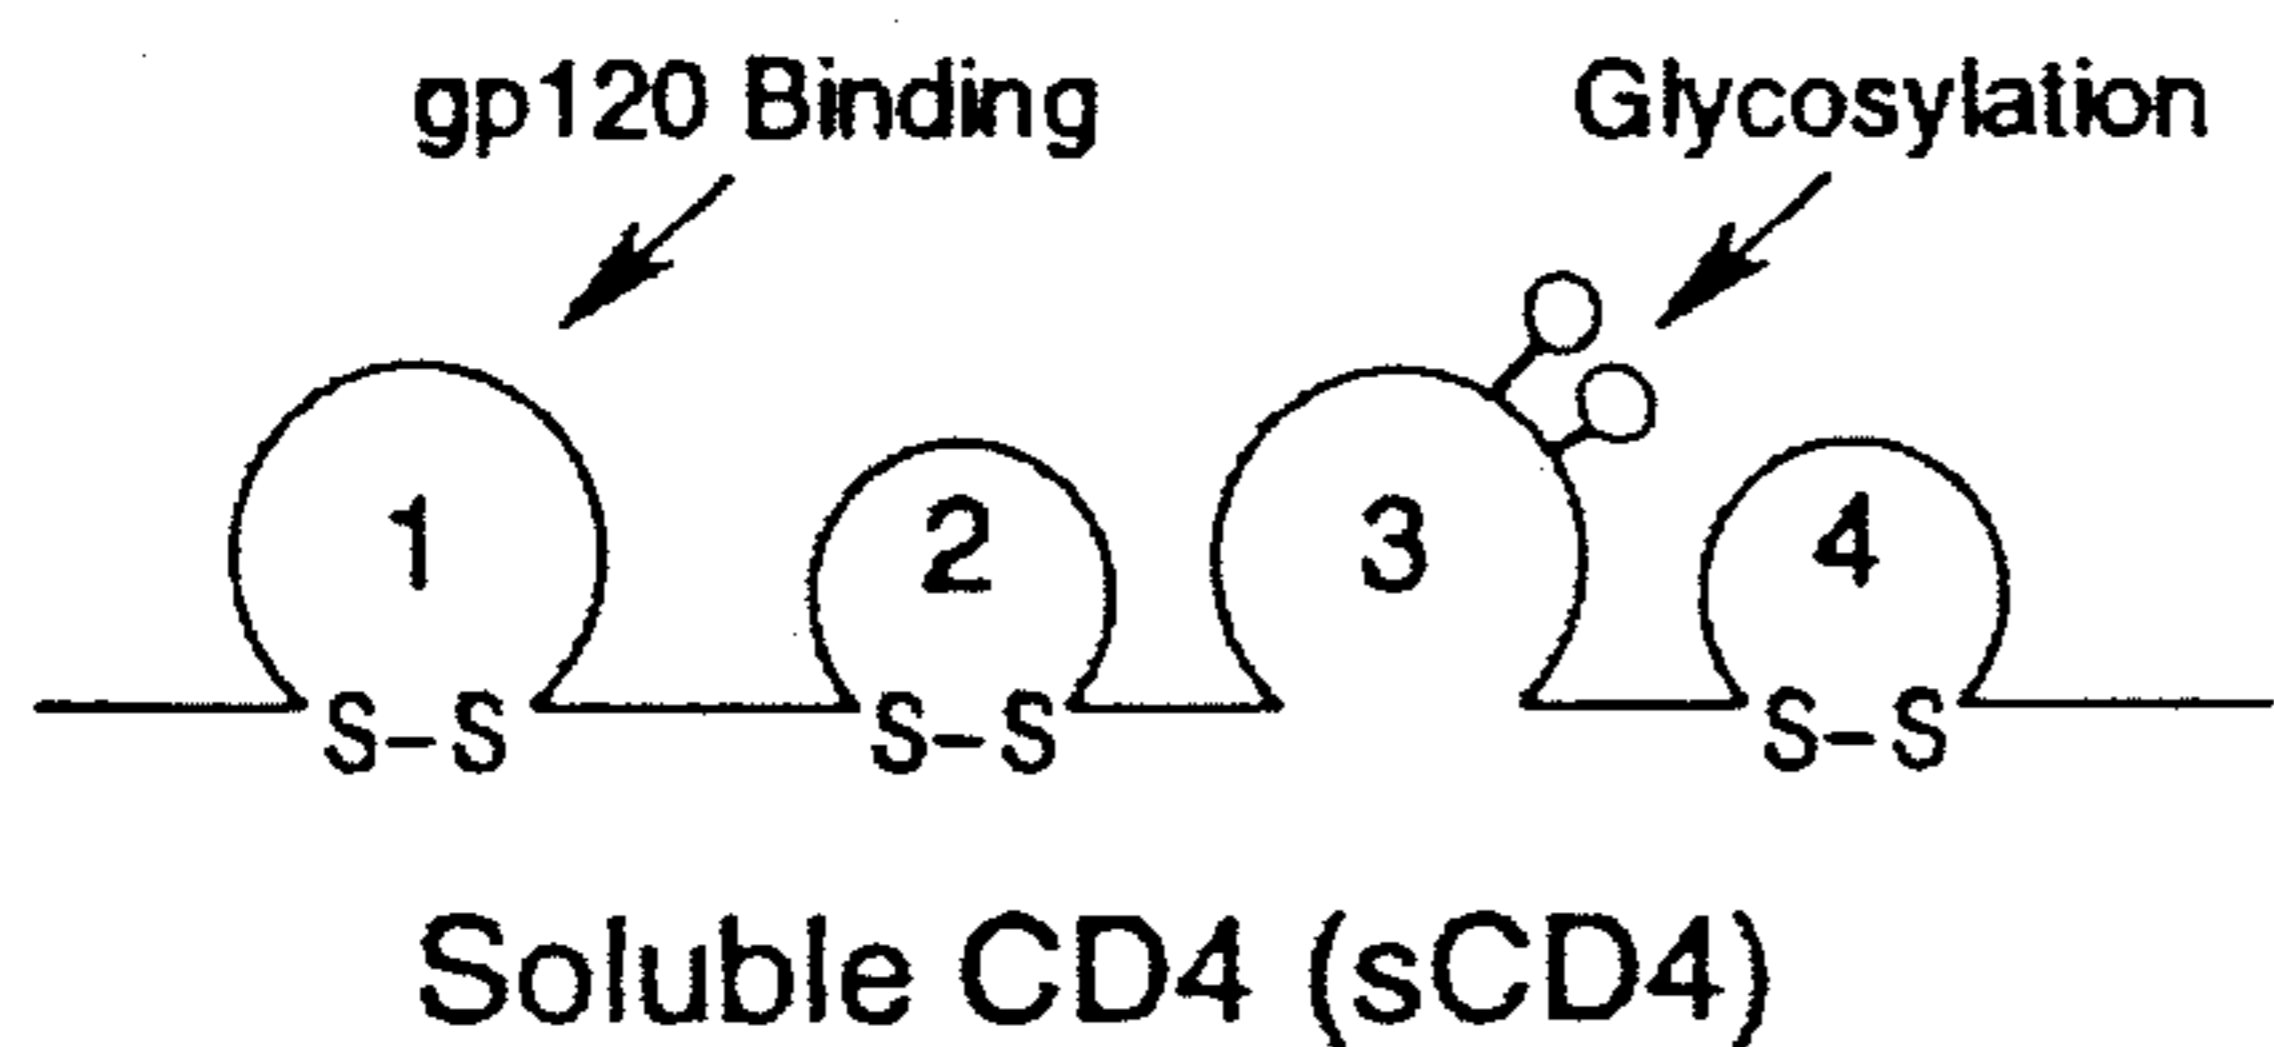 gp120 Binding Glycosylation
1 2 3 4
S-S S-S S-S
Soluble CD4 (sCD4)